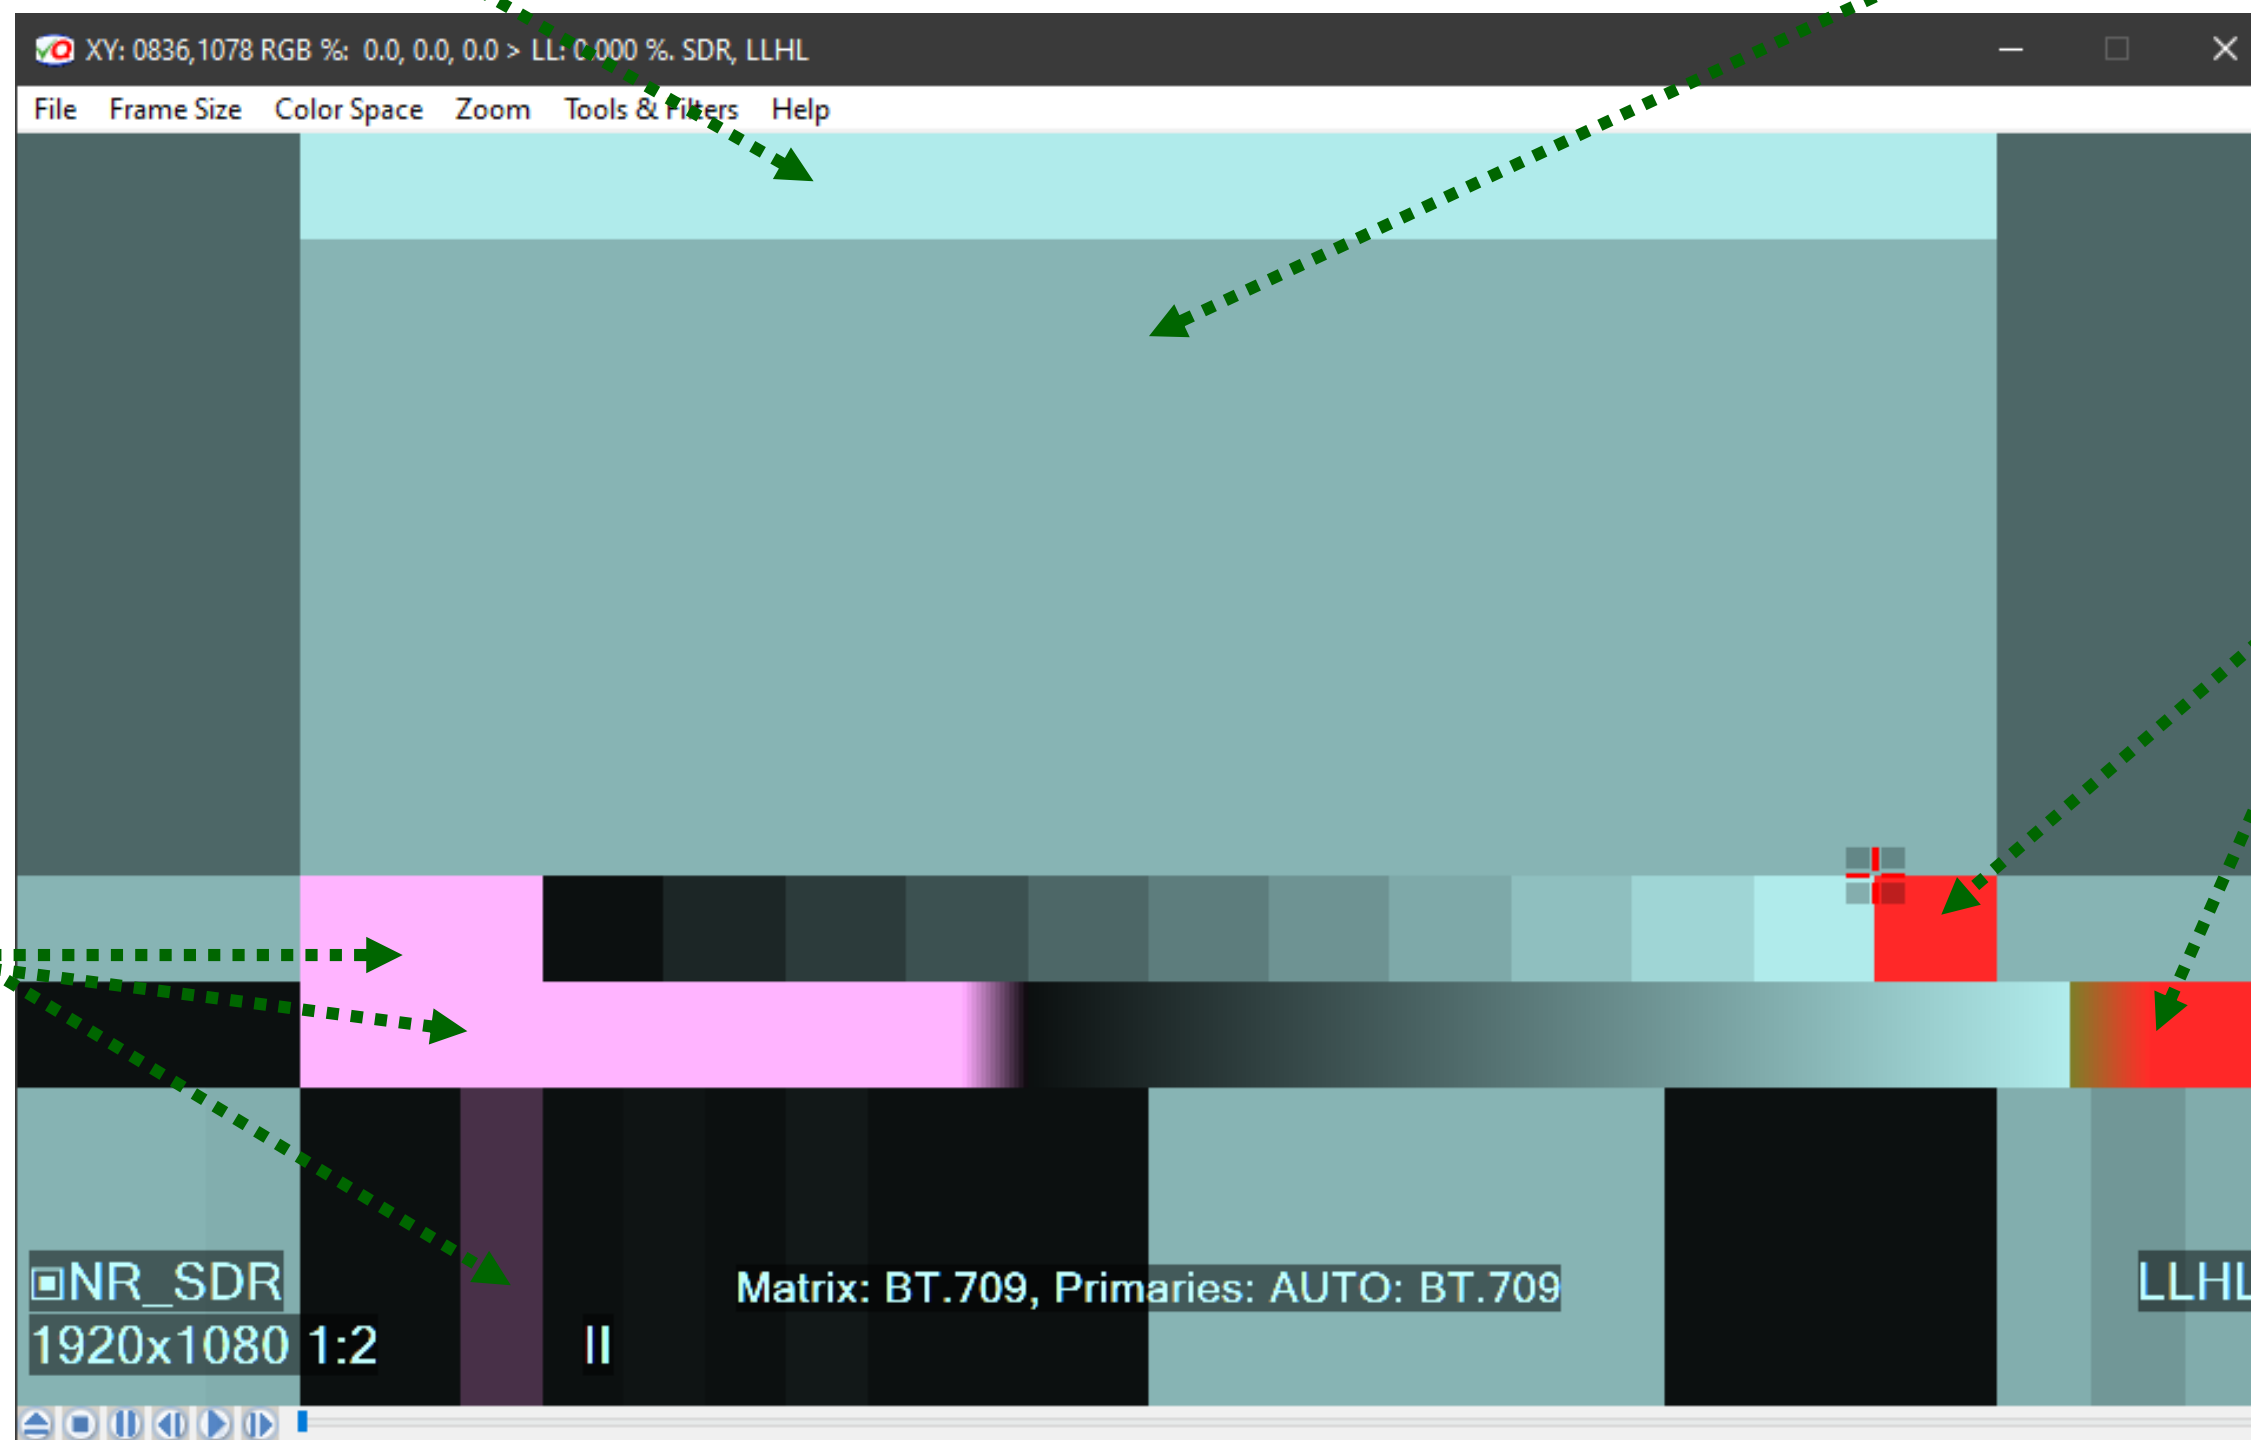 XY: 0836,1078 RGB %: 0.0, 0.0, 0.0 > LL: 0.000 %. SDR, LLHL
File Frame Size Color Space Zoom Tools & Filters Help
NR_SDR
Matrix: BT.709, Primaries: AUTO: BT.709
LLHL
1920x1080 1:2
II